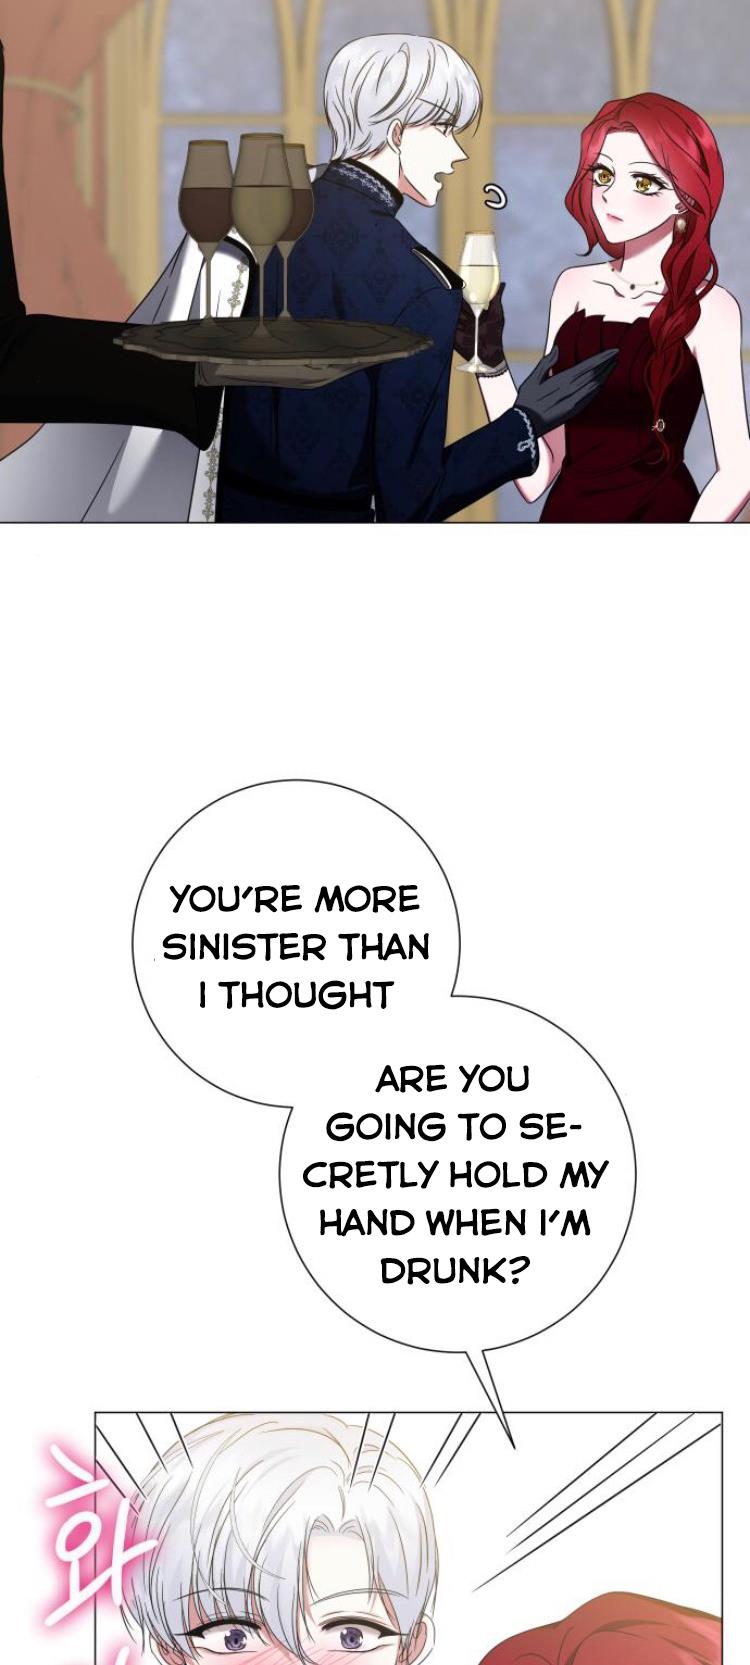 YOU'RE MORE
SINISTER THAN
I THOUGHT
ARE YOU
GOING TO SE-
CRETLY HOLD MY
HAND WHEN I'M
DRUNK?
화